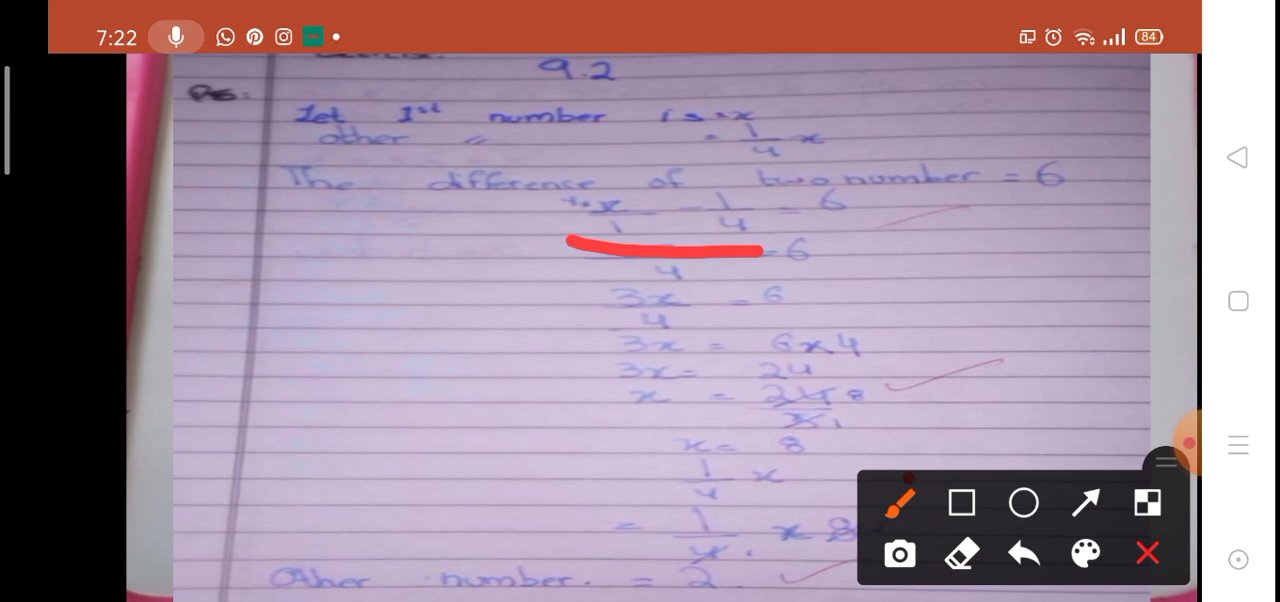 7:22
84
9.2
Let 1st number is = x
other " = 1/4 x
The difference of two number = 6
x/1 - 1/4 = 6
/4 = 6
3x/4 = 6
3x = 6x4
3x = 24
x = 24/3 8/1
x = 8
1/4 x
= 1/4 x 8
Other number. = 2